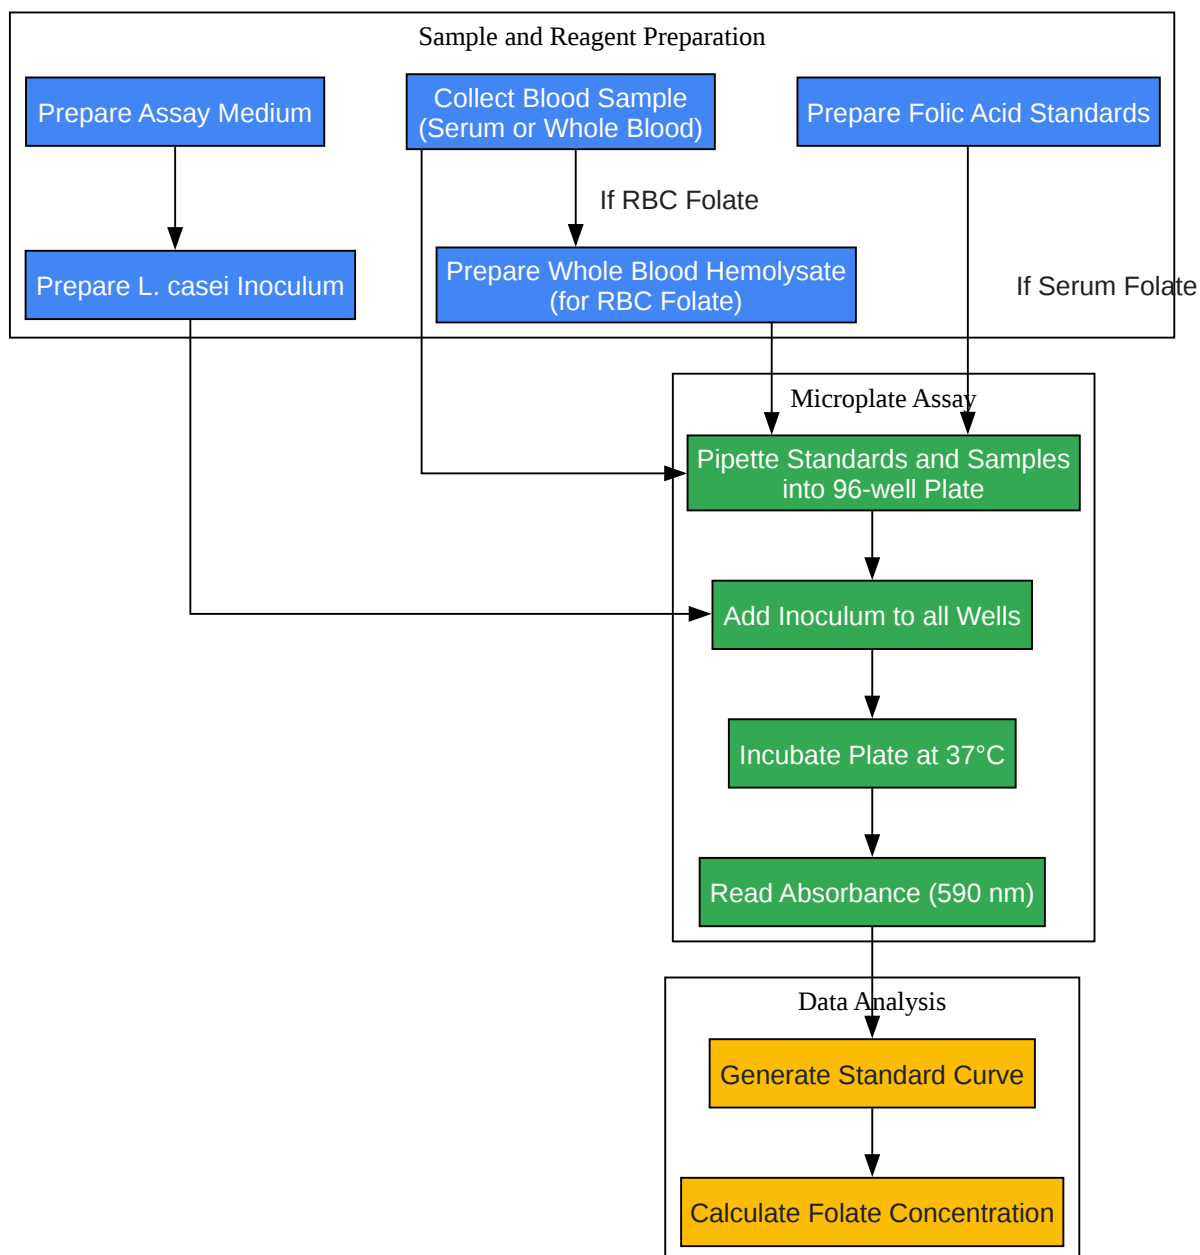 Sample and Reagent Preparation
Prepare Assay Medium
Collect Blood Sample
(Serum or Whole Blood)
Prepare Folic Acid Standards
If RBC Folate
Prepare L. casei Inoculum
Prepare Whole Blood Hemolysate
(for RBC Folate)
If Serum Folate
Microplate Assay
Pipette Standards and Samples
into 96-well Plate
Add Inoculum to all Wells
Incubate Plate at 37°C
Read Absorbance (590 nm)
Data Analysis
Generate Standard Curve
Calculate Folate Concentration